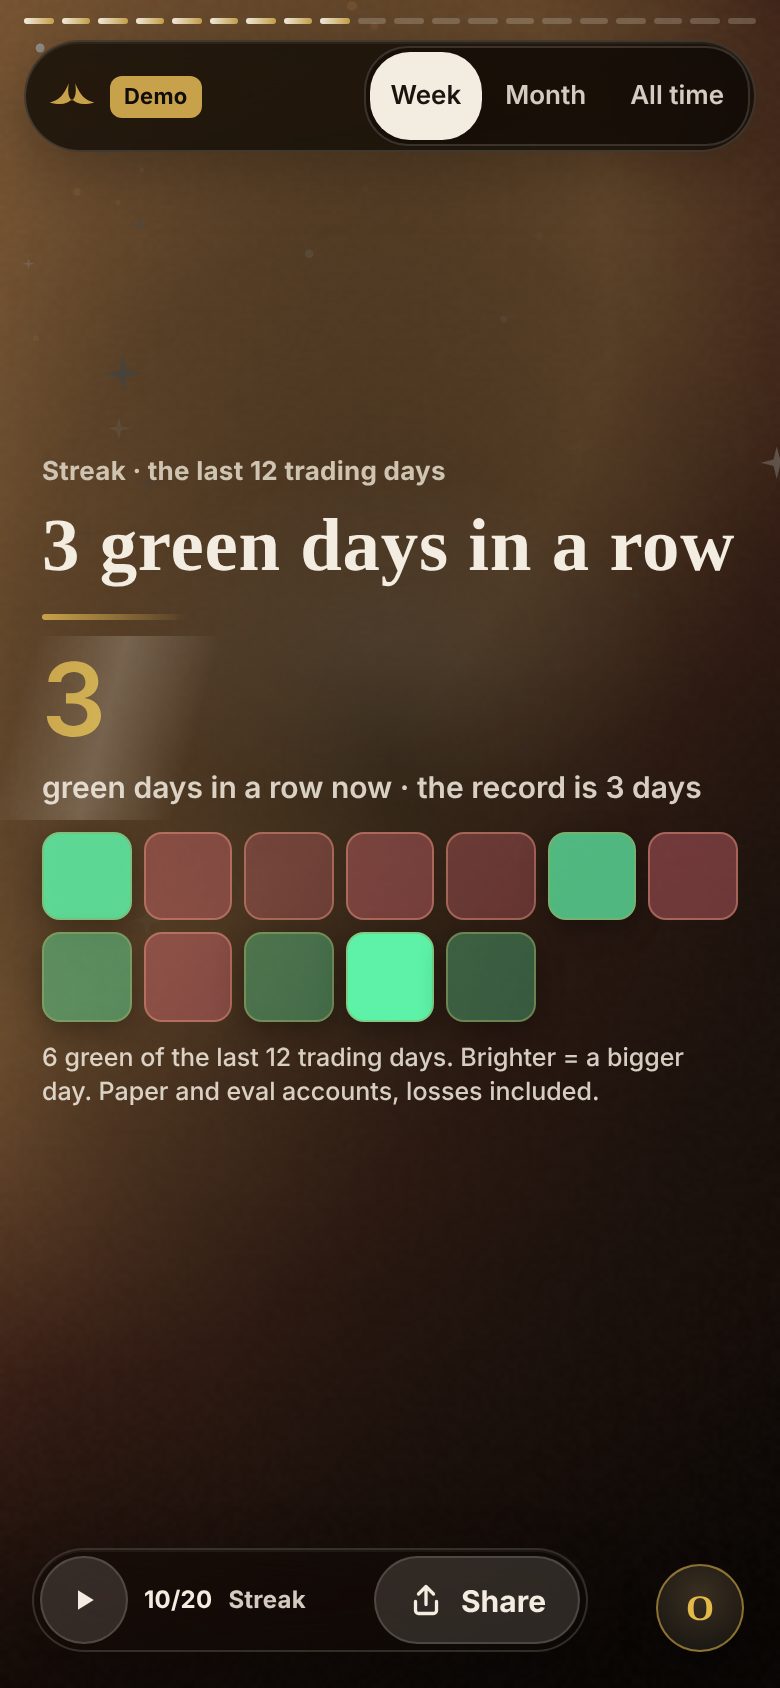 Demo
Week
Month
All time
Streak · the last 12 trading days
3 green days in a row
3
green days in a row now · the record is 3 days
6 green of the last 12 trading days. Brighter = a bigger
day. Paper and eval accounts, losses included.
10/20 Streak
Share
O